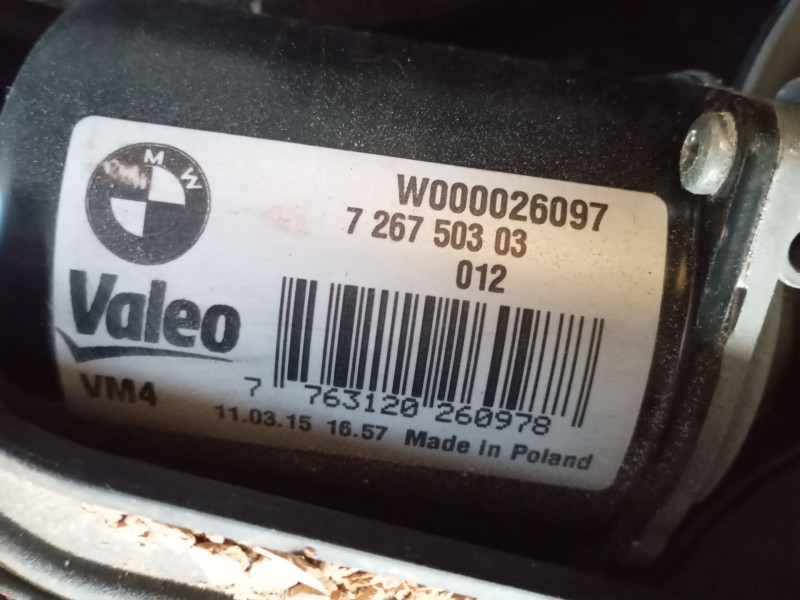 MW
W000026097
7 267 503 03
012
Valeo
VM4
7 763120 260978
11.03.15 16.57 Made in Poland